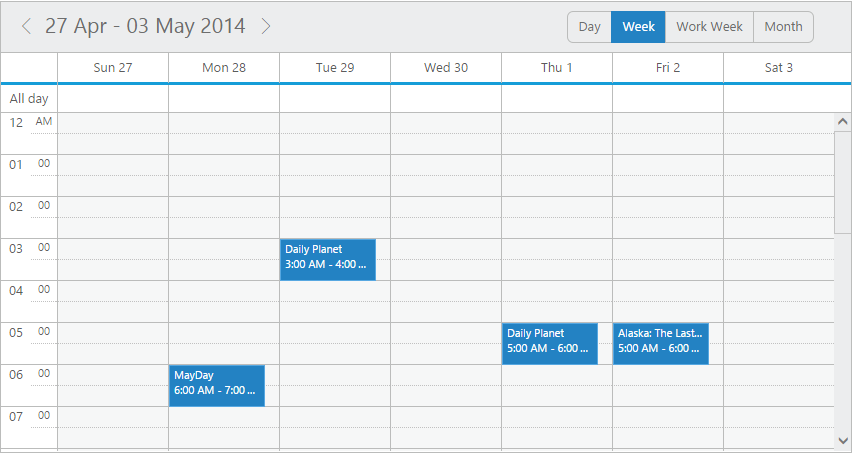 27 Apr - 03 May 2014
Day Week Work Week Month
Sun 27 Mon 28 Tue 29 Wed 30 Thu 1 Fri 2 Sat 3
All day
12 AM
01 00
02 00
03 00
Daily Planet
3:00 AM - 4:00 ...
04 00
05 00
Daily Planet
5:00 AM - 6:00 ...
Alaska: The Last...
5:00 AM - 6:00 ...
06 00
MayDay
6:00 AM - 7:00 ...
07 00